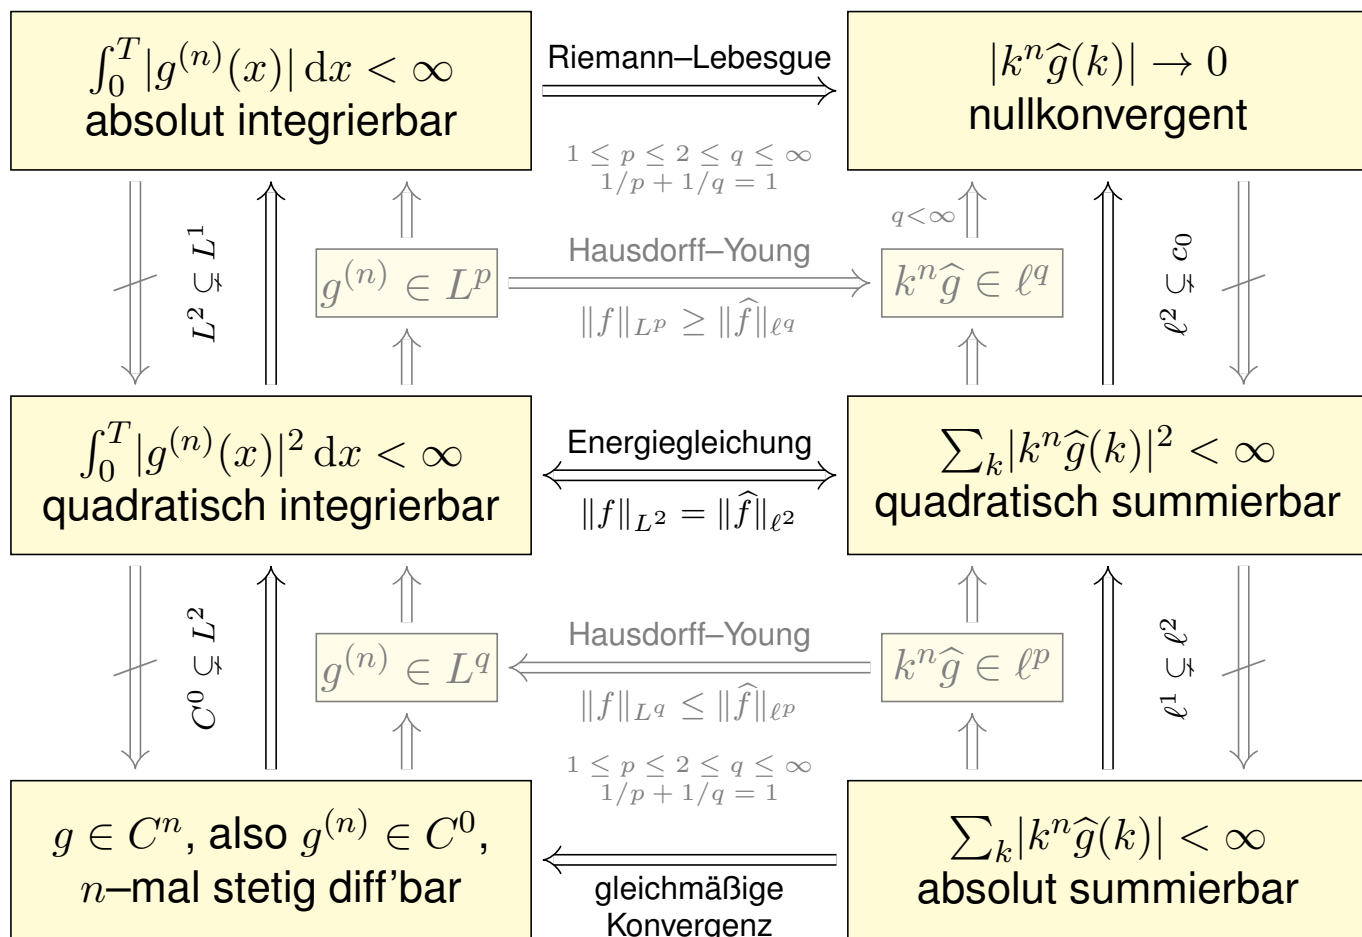 ∫₀ᵀ|g⁽ⁿ⁾(x)| dx < ∞
absolut integrierbar
Riemann–Lebesgue
|kⁿĝ(k)| → 0
nullkonvergent
1 ≤ p ≤ 2 ≤ q ≤ ∞
1/p + 1/q = 1
L² ⊊ L¹
g⁽ⁿ⁾ ∈ Lᵖ
Hausdorff–Young
‖f‖_{Lᵖ} ≥ ‖f̂‖_{ℓ^q}
q<∞
kⁿĝ ∈ ℓ^q
ℓ² ⊊ c₀
∫₀ᵀ|g⁽ⁿ⁾(x)|² dx < ∞
quadratisch integrierbar
Energiegleichung
‖f‖_{L²} = ‖f̂‖_{ℓ²}
∑ₖ|kⁿĝ(k)|² < ∞
quadratisch summierbar
C⁰ ⊊ L²
g⁽ⁿ⁾ ∈ L^q
Hausdorff–Young
‖f‖_{L^q} ≤ ‖f̂‖_{ℓᵖ}
1 ≤ p ≤ 2 ≤ q ≤ ∞
1/p + 1/q = 1
kⁿĝ ∈ ℓᵖ
ℓ¹ ⊊ ℓ²
g ∈ Cⁿ, also g⁽ⁿ⁾ ∈ C⁰,
n–mal stetig diff'bar
gleichmäßige
Konvergenz
∑ₖ|kⁿĝ(k)| < ∞
absolut summierbar